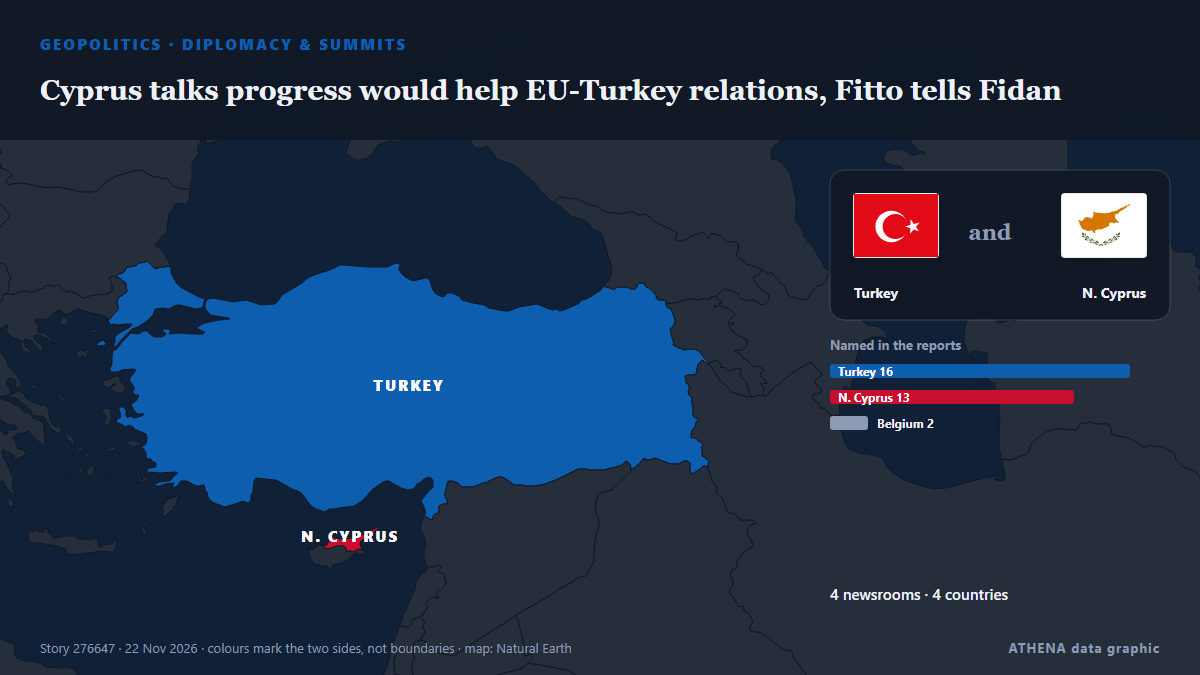 GEOPOLITICS · DIPLOMACY & SUMMITS
Cyprus talks progress would help EU-Turkey relations, Fitto tells Fidan
and
Turkey
N. Cyprus
Named in the reports
Turkey 16
N. Cyprus 13
Belgium 2
TURKEY
N. CYPRUS
4 newsrooms · 4 countries
Story 276647 · 22 Nov 2026 · colours mark the two sides, not boundaries · map: Natural Earth
ATHENA data graphic